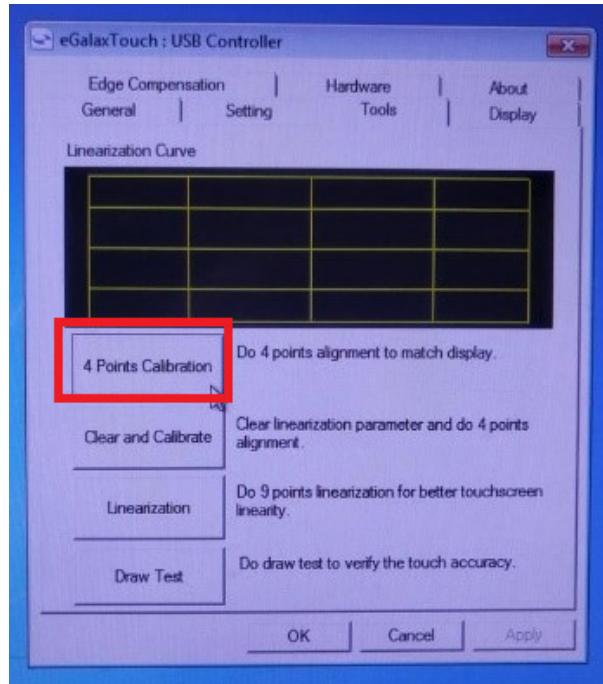 eGalaxTouch : USB Controller
Edge Compensation Hardware About
General Setting Tools Display
Linearization Curve
4 Points Calibration Do 4 points alignment to match display.
Clear and Calibrate Clear linearization parameter and do 4 points
alignment.
Linearization Do 9 points linearization for better touchscreen
linearity.
Draw Test Do draw test to verify the touch accuracy.
OK Cancel Apply